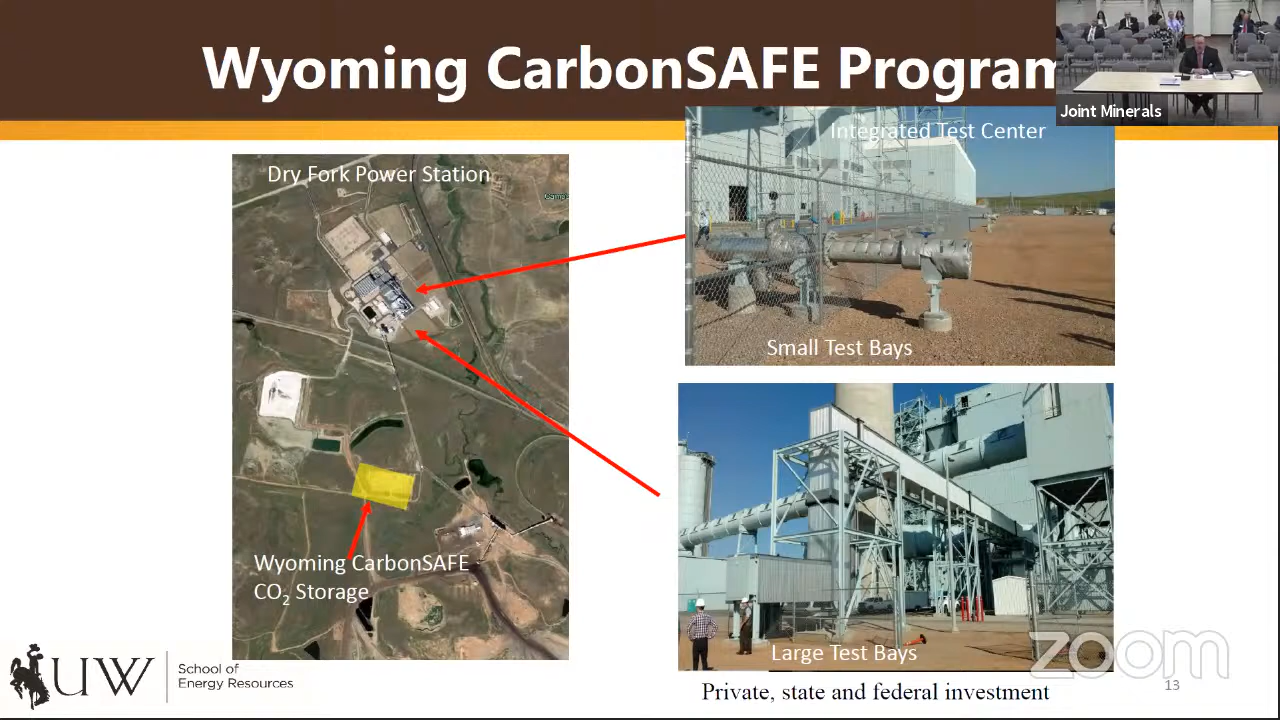 Wyoming CarbonSAFE Program
Joint Minerals
Dry Fork Power Station
Integrated Test Center
Small Test Bays
Wyoming CarbonSAFE
CO₂ Storage
Large Test Bays
zoom
UW
School of
Energy Resources
Private, state and federal investment
13